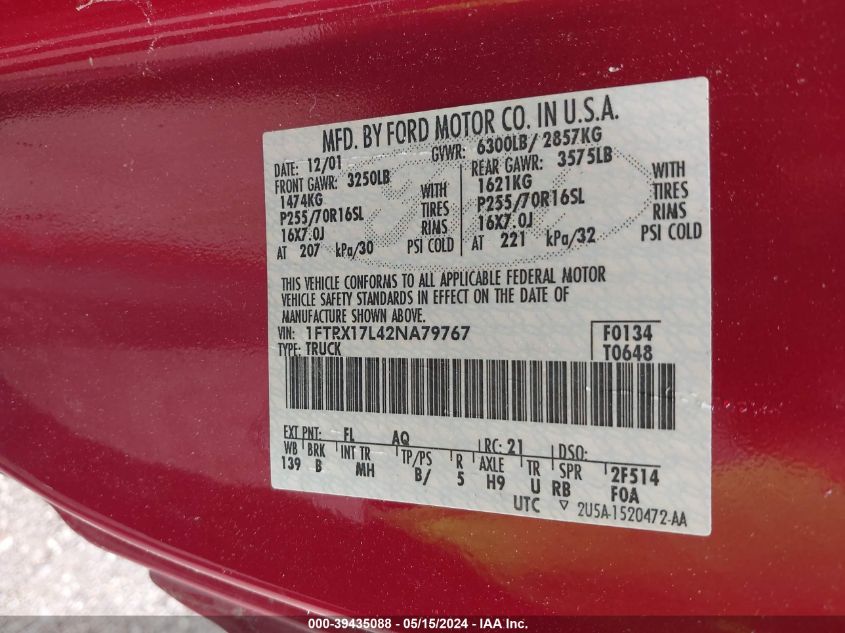 MFD. BY FORD MOTOR CO. IN U.S.A.
DATE: 12/01 GVWR: 6300LB/ 2857KG
FRONT GAWR: 3250LB REAR GAWR: 3575LB
1474KG WITH 1621KG WITH
P255/70R16SL TIRES P255/70R16SL TIRES
16X7.0J RIMS 16X7.0J RIMS
AT 207 kPa/30 PSI COLD AT 221 kPa/32 PSI COLD
THIS VEHICLE CONFORMS TO ALL APPLICABLE FEDERAL MOTOR
VEHICLE SAFETY STANDARDS IN EFFECT ON THE DATE OF
MANUFACTURE SHOWN ABOVE.
VIN: 1FTRX17L42NA79767 F0134
TYPE: TRUCK T0648
EXT PNT: FL AQ RC: 21 DSO:
WB BRK INT TR TP/PS R AXLE TR SPR 2F514
139 B MH B/ 5 H9 U RB F0A
UTC ▽ 2U5A-1520472-AA
000-39435088 - 05/15/2024 - IAA Inc.